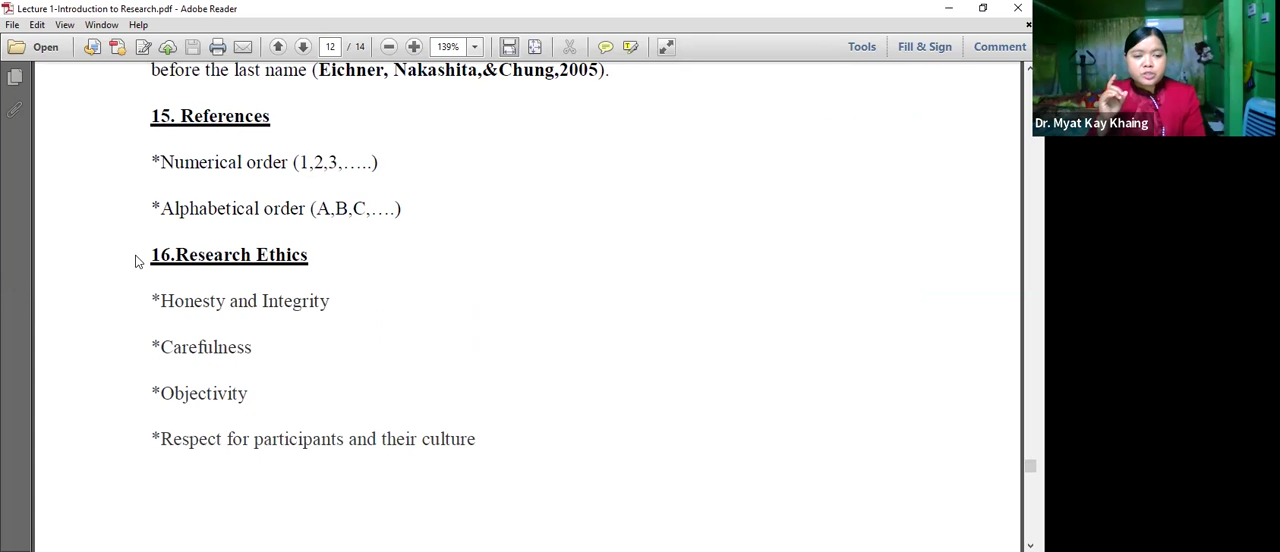 Lecture 1-Introduction to Research.pdf - Adobe Reader
File Edit View Window Help
Open 12 / 14 139% Tools Fill & Sign Comment
before the last name (Eichner, Nakashita,&Chung,2005).
15. References
*Numerical order (1,2,3,…..)
*Alphabetical order (A,B,C,….)
16.Research Ethics
*Honesty and Integrity
*Carefulness
*Objectivity
*Respect for participants and their culture
Dr. Myat Kay Khaing